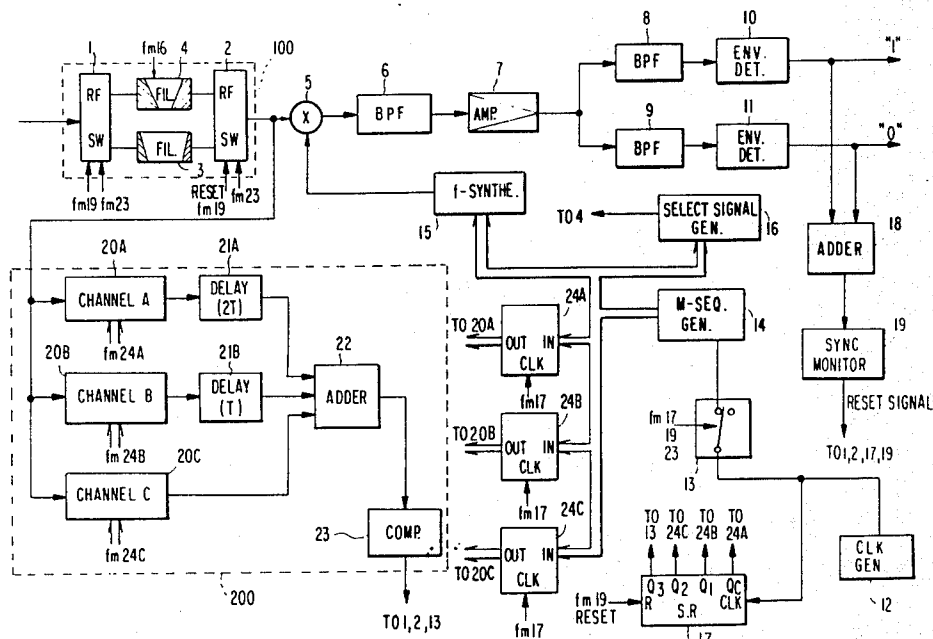 1
fm16
4
2
100
RF
SW
FIL.
RF
SW
FIL.
3
fm19
fm23
RESET
fm19
fm23
5
X
6
BPF
7
AMP.
8
BPF
10
ENV.
DET.
"1"
9
BPF
11
ENV.
DET.
"0"
f-SYNTHE.
15
TO 4
SELECT SIGNAL
GEN.
16
ADDER
18
M-SEQ.
GEN.
14
SYNC
MONITOR
19
RESET SIGNAL
TO 1, 2, 17, 19
20A
CHANNEL A
fm24A
21A
DELAY
(2T)
20B
CHANNEL B
fm24B
21B
DELAY
(T)
22
ADDER
20C
CHANNEL C
fm24C
23
COMP.
TO 1, 2, 13
200
TO 20A
24A
OUT IN
CLK
fm17
TO 20B
24B
OUT IN
CLK
fm17
TO 20C
24C
OUT IN
CLK
fm17
fm17
19
23
13
TO 13
TO 24C
TO 24B
TO 24A
Q3 Q2 Q1 QC
R CLK
S.R
17
fm19
RESET
CLK
GEN
12